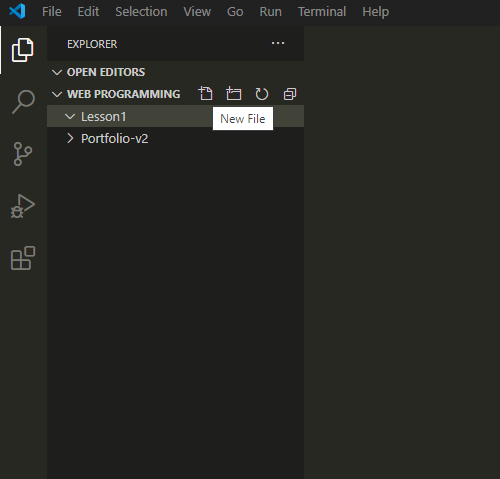 File Edit Selection View Go Run Terminal Help
EXPLORER
OPEN EDITORS
WEB PROGRAMMING
Lesson1
New File
Portfolio-v2